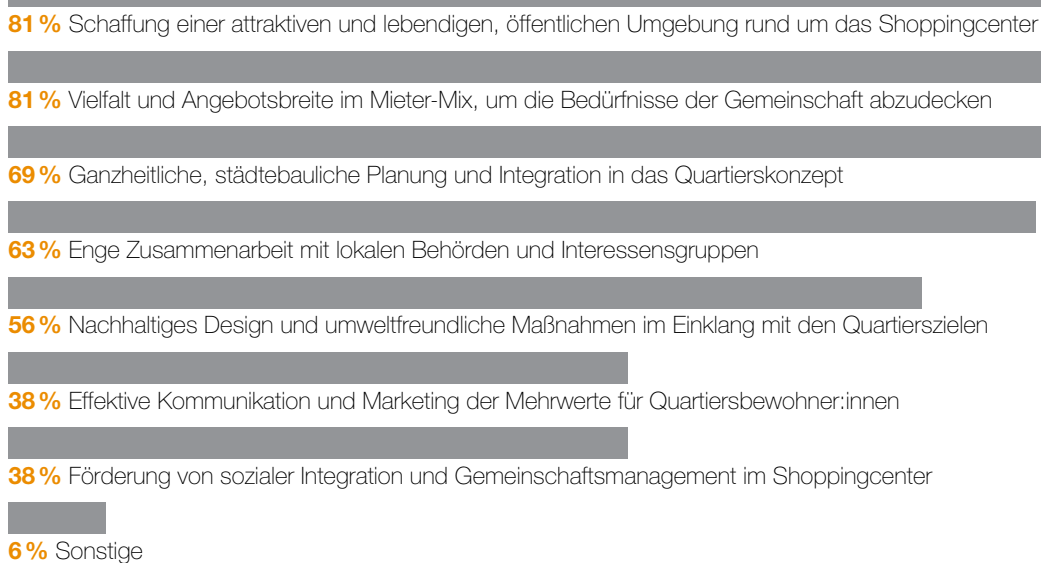 81 % Schaffung einer attraktiven und lebendigen, öffentlichen Umgebung rund um das Shoppingcenter
81 % Vielfalt und Angebotsbreite im Mieter-Mix, um die Bedürfnisse der Gemeinschaft abzudecken
69 % Ganzheitliche, städtebauliche Planung und Integration in das Quartierskonzept
63 % Enge Zusammenarbeit mit lokalen Behörden und Interessensgruppen
56 % Nachhaltiges Design und umweltfreundliche Maßnahmen im Einklang mit den Quartierszielen
38 % Effektive Kommunikation und Marketing der Mehrwerte für Quartiersbewohner:innen
38 % Förderung von sozialer Integration und Gemeinschaftsmanagement im Shoppingcenter
6 % Sonstige